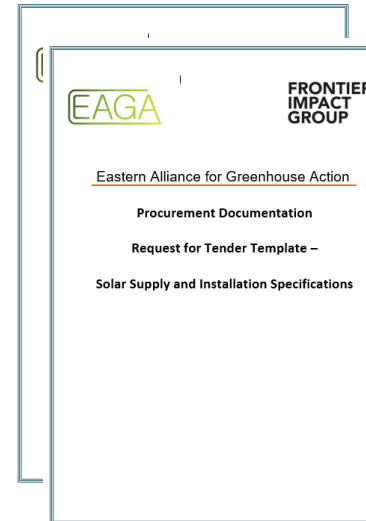 EAGA
FRONTIER
IMPACT
GROUP
Eastern Alliance for Greenhouse Action
Procurement Documentation
Request for Tender Template –
Solar Supply and Installation Specifications